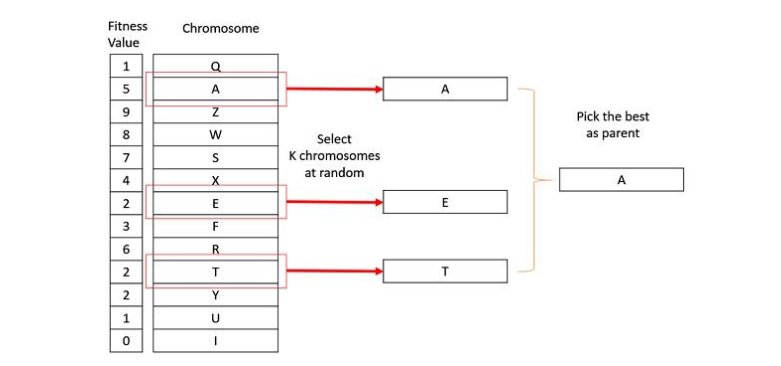 Fitness
Value
Chromosome
1 Q
5 A
9 Z
8 W
7 S
4 X
2 E
3 F
6 R
2 T
2 Y
1 U
0 I
Select
K chromosomes
at random
A
E
T
Pick the best
as parent
A